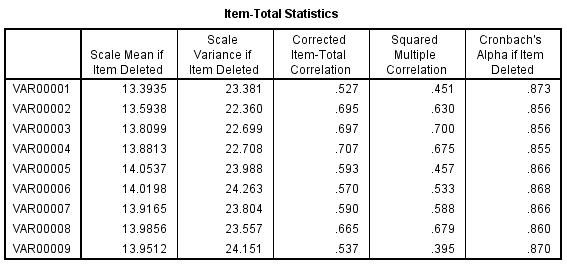 Item-Total Statistics
Scale Mean if Item Deleted Scale Variance if Item Deleted Corrected Item-Total Correlation Squared Multiple Correlation Cronbach's Alpha if Item Deleted
VAR00001 13.3935 23.381 .527 .451 .873
VAR00002 13.5938 22.360 .695 .630 .856
VAR00003 13.8099 22.699 .697 .700 .856
VAR00004 13.8813 22.708 .707 .675 .855
VAR00005 14.0537 23.988 .593 .457 .866
VAR00006 14.0198 24.263 .570 .533 .868
VAR00007 13.9165 23.804 .590 .588 .866
VAR00008 13.9856 23.557 .665 .679 .860
VAR00009 13.9512 24.151 .537 .395 .870